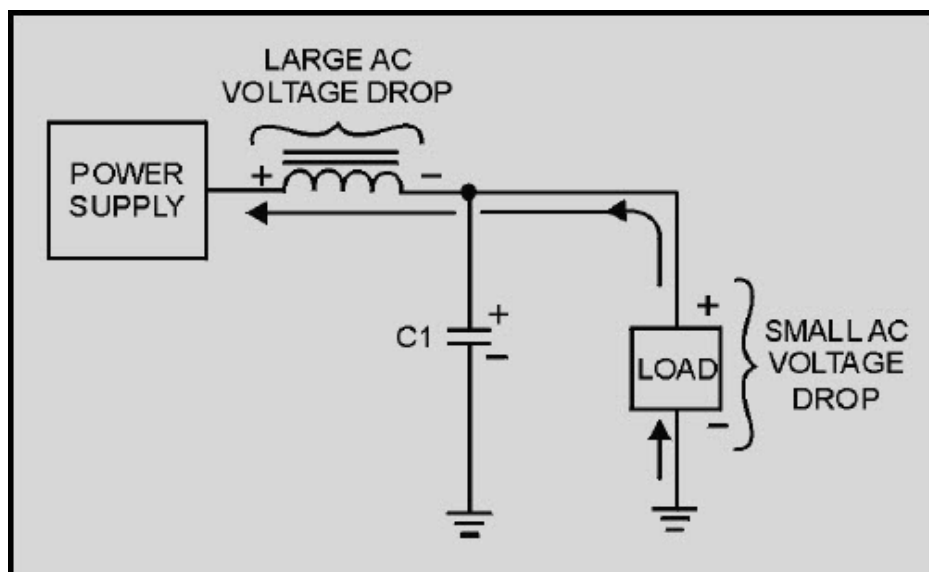 LARGE AC
VOLTAGE DROP
POWER
SUPPLY
+
-
C1
+
-
+
LOAD
-
SMALL AC
VOLTAGE
DROP